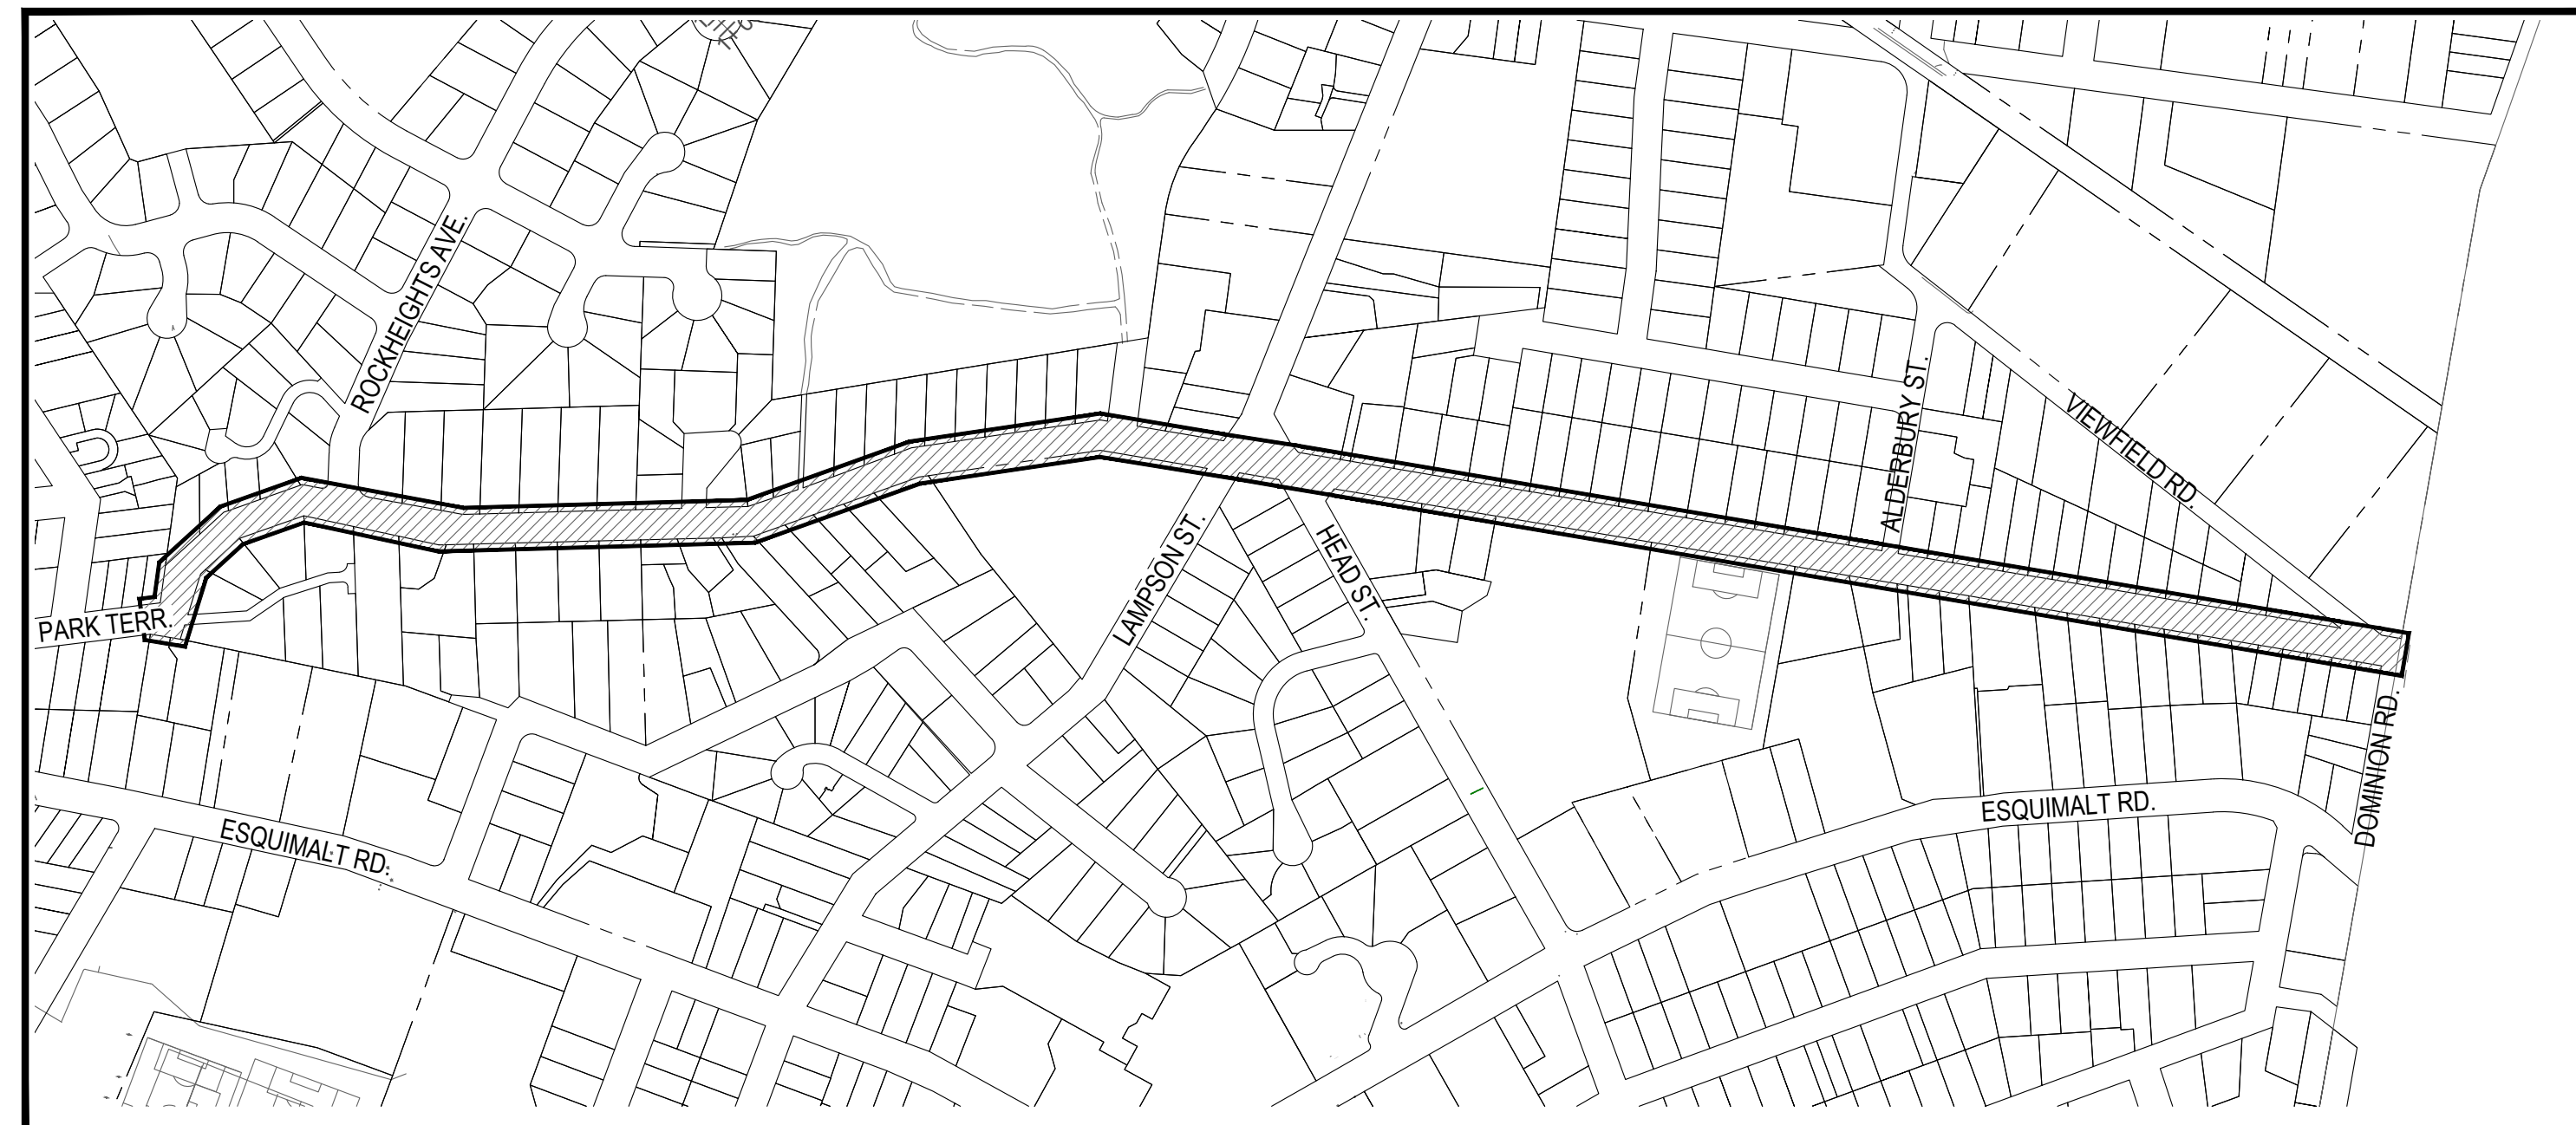 ROCKHEIGHTS AVE.
ALDERBURY ST.
VIEWFIELD RD.
LAMPSON ST.
HEAD ST.
PARK TERR.
DOMINION RD.
ESQUIMALT RD.
ESQUIMALT RD.